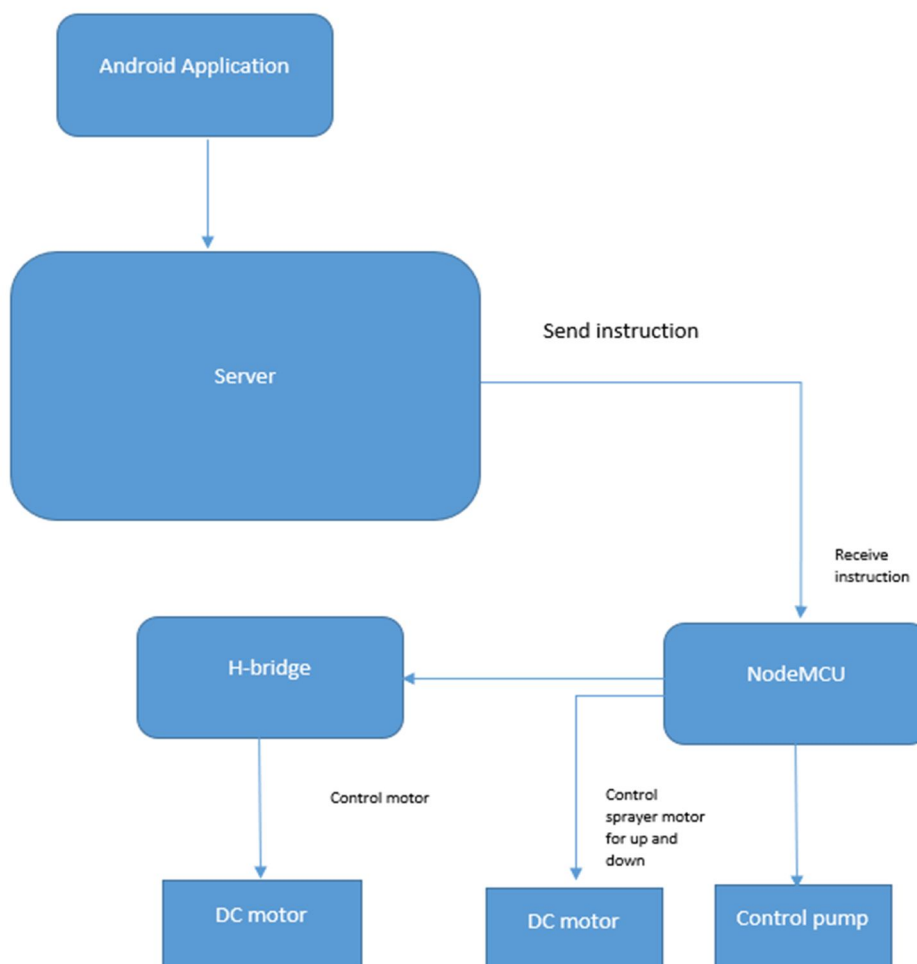 Android Application
Server
Send instruction
Receive
instruction
H-bridge
NodeMCU
Control motor
Control
sprayer motor
for up and
down
DC motor
DC motor
Control pump